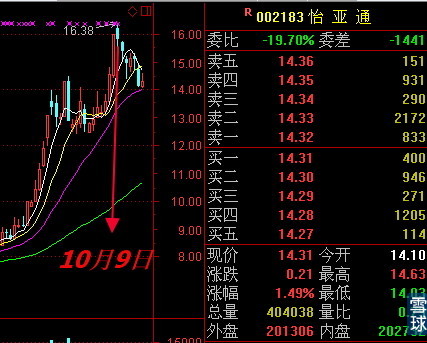 16.38
10月9日
16.00
15.00
14.00
13.00
12.00
11.00
10.00
9.00
8.00
R 002183 怡亚通
委比 -19.70% 委差 -1441
卖五 14.36 151
卖四 14.35 931
卖三 14.34 290
卖二 14.33 2172
卖一 14.32 833
买一 14.31 400
买二 14.30 946
买三 14.29 271
买四 14.28 1205
买五 14.27 114
现价 14.31 今开 14.10
涨跌 0.21 最高 14.63
涨幅 1.49% 最低 14.03
总量 404038 量比
外盘 201306 内盘
雪球